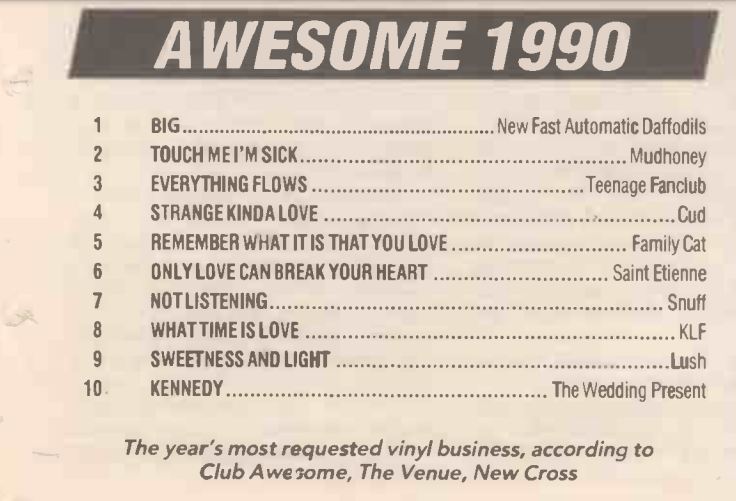 AWESOME 1990
1 BIG.......................................................... New Fast Automatic Daffodils
2 TOUCH ME I'M SICK.......................................................... Mudhoney
3 EVERYTHING FLOWS .................................................. Teenage Fanclub
4 STRANGE KINDA LOVE .......................................................... Cud
5 REMEMBER WHAT IT IS THAT YOU LOVE ............................... Family Cat
6 ONLY LOVE CAN BREAK YOUR HEART ............................... Saint Etienne
7 NOT LISTENING.......................................................... Snuff
8 WHAT TIME IS LOVE .......................................................... KLF
9 SWEETNESS AND LIGHT ..........................................................Lush
10. KENNEDY.......................................................... The Wedding Present
The year's most requested vinyl business, according to
Club Awesome, The Venue, New Cross